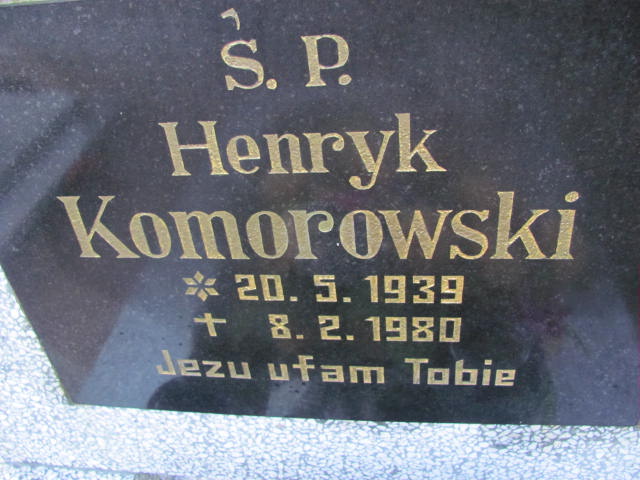 Ś. P.
Henryk
Komorowski
* 20. 5. 1939
✝ 8. 2. 1980
Jezu ufam Tobie